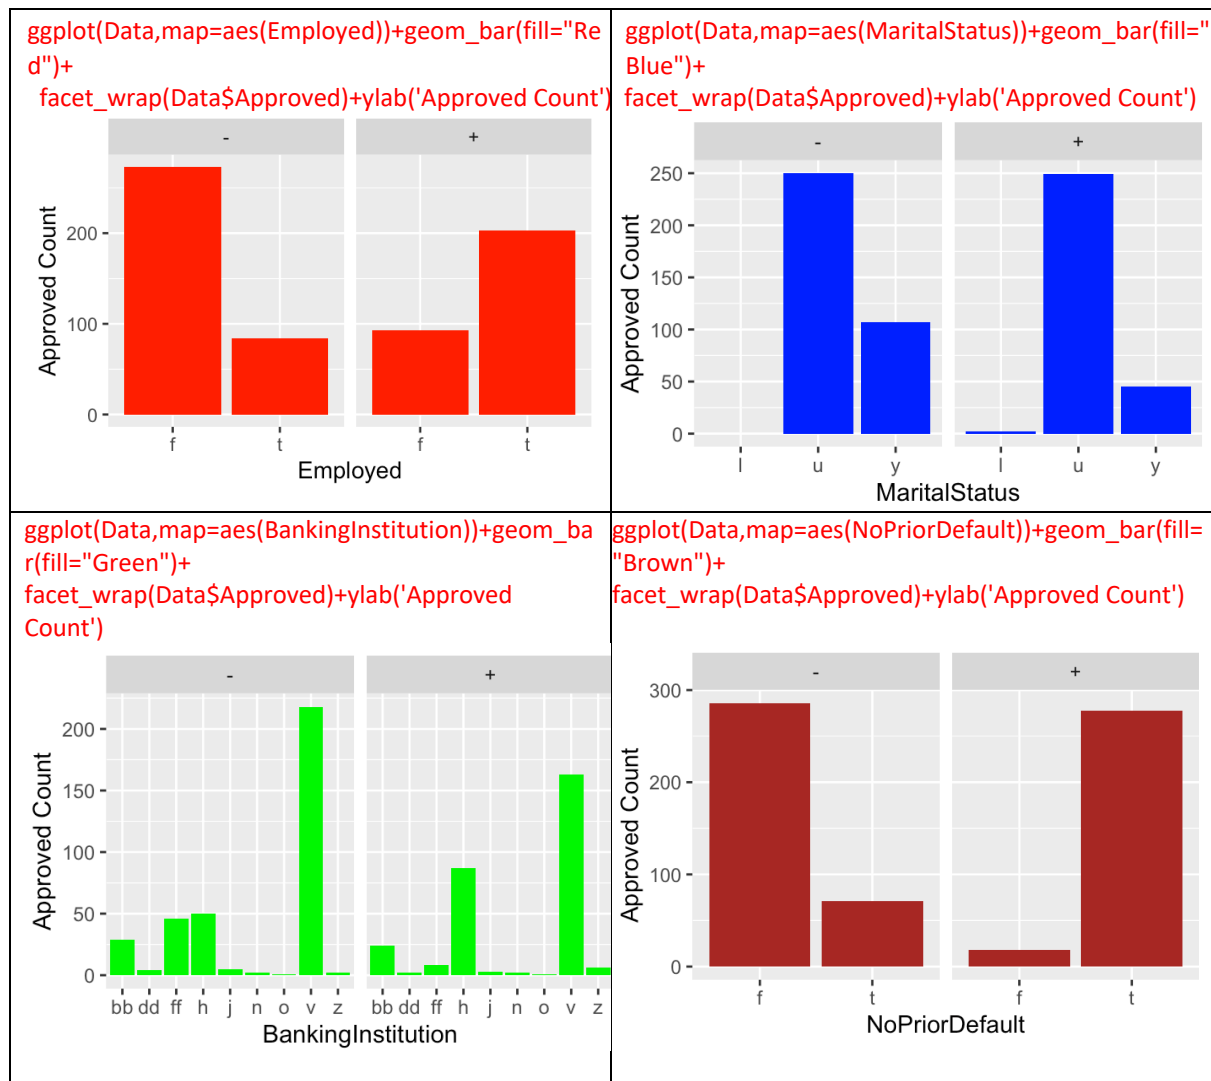 ggplot(Data,map=aes(Employed))+geom_bar(fill="Re
d")+
facet_wrap(Data$Approved)+ylab('Approved Count')
-
+
Approved Count
200
100
0
f
t
f
t
Employed
ggplot(Data,map=aes(MaritalStatus))+geom_bar(fill="
Blue")+
facet_wrap(Data$Approved)+ylab('Approved Count')
-
+
Approved Count
250
200
150
100
50
0
l
u
y
l
u
y
MaritalStatus
ggplot(Data,map=aes(BankingInstitution))+geom_ba
r(fill="Green")+
facet_wrap(Data$Approved)+ylab('Approved
Count')
-
+
Approved Count
200
150
100
50
0
bb dd ff h j n o v z
bb dd ff h j n o v z
BankingInstitution
ggplot(Data,map=aes(NoPriorDefault))+geom_bar(fill=
"Brown")+
facet_wrap(Data$Approved)+ylab('Approved Count')
-
+
Approved Count
300
200
100
0
f
t
f
t
NoPriorDefault